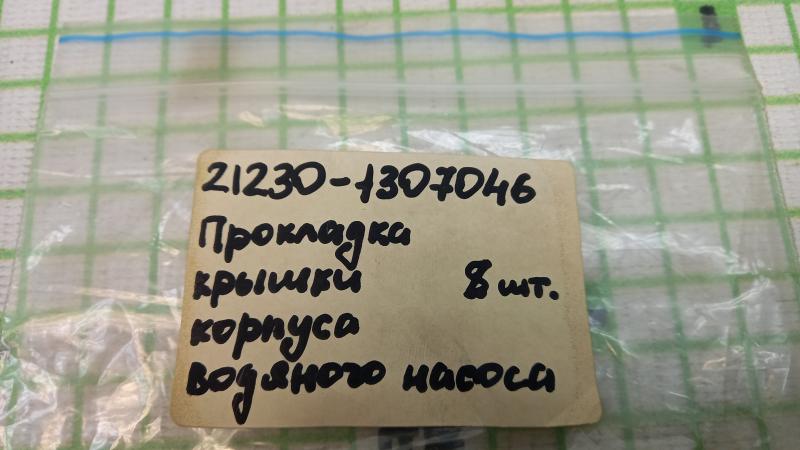 21230-1307046
Прокладка
крышки 8 шт.
корпуса
водяного насоса